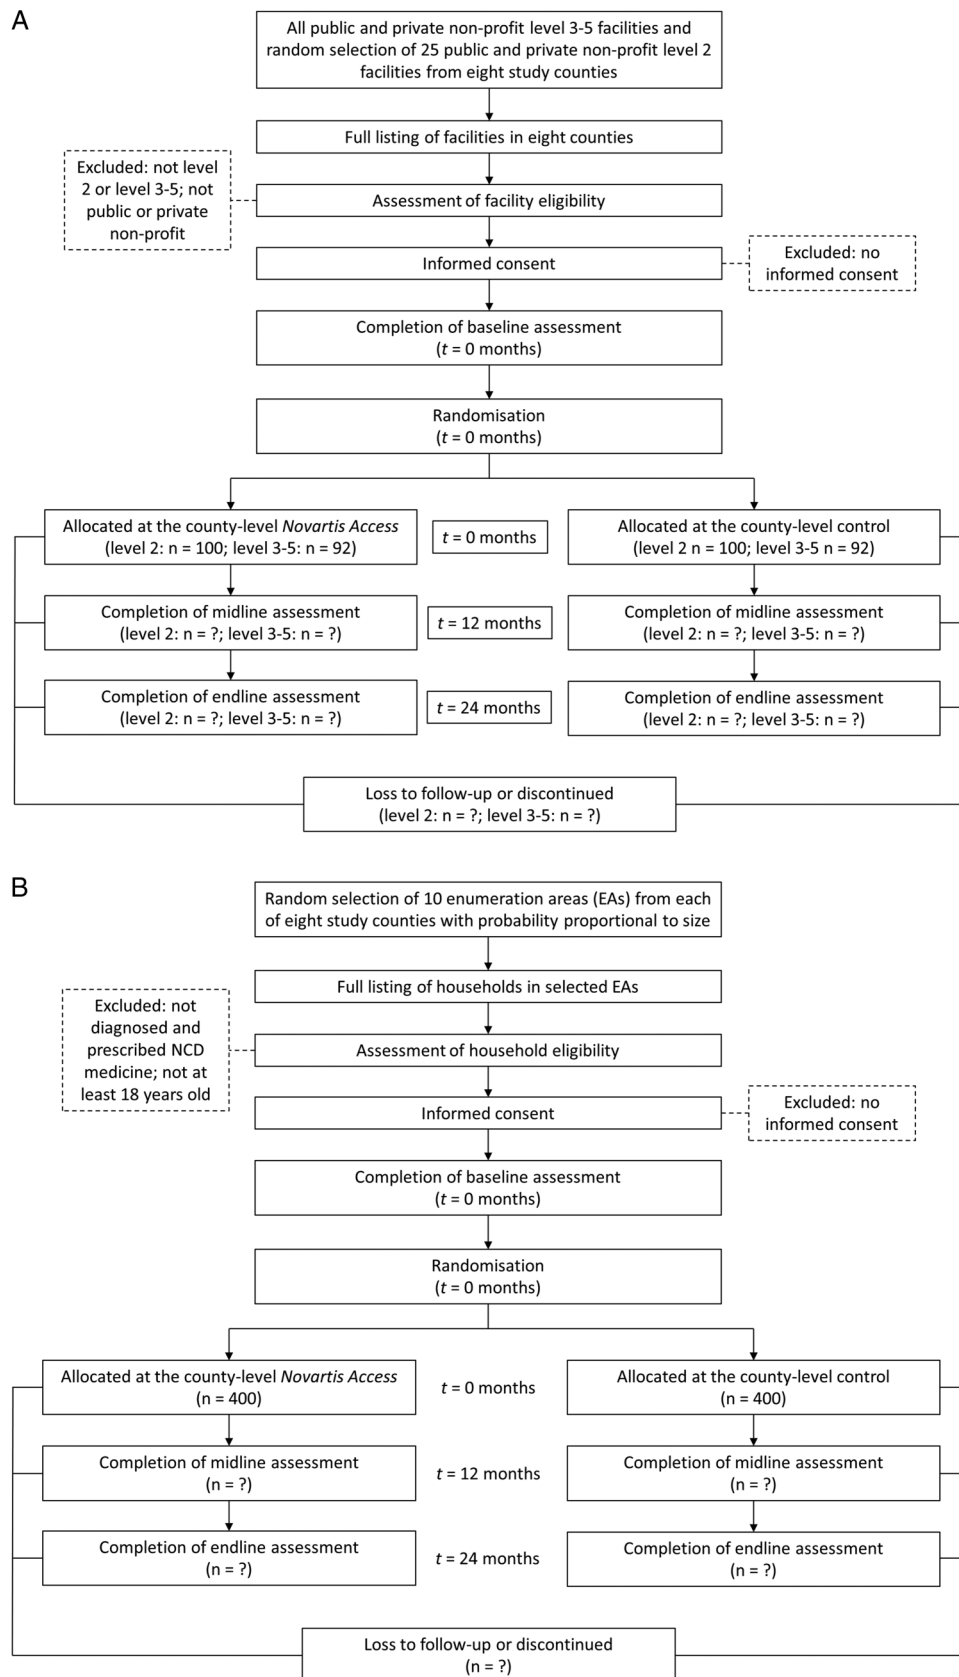 A
All public and private non-profit level 3-5 facilities and
random selection of 25 public and private non-profit level 2
facilities from eight study counties
Full listing of facilities in eight counties
Excluded: not level
2 or level 3-5; not
public or private
non-profit
Assessment of facility eligibility
Informed consent
Excluded: no
informed consent
Completion of baseline assessment
(t = 0 months)
Randomisation
(t = 0 months)
Allocated at the county-level Novartis Access
(level 2: n = 100; level 3-5: n = 92)
t = 0 months
Allocated at the county-level control
(level 2 n = 100; level 3-5 n = 92)
Completion of midline assessment
(level 2: n = ?; level 3-5: n = ?)
t = 12 months
Completion of midline assessment
(level 2: n = ?; level 3-5: n = ?)
Completion of endline assessment
(level 2: n = ?; level 3-5: n = ?)
t = 24 months
Completion of endline assessment
(level 2: n = ?; level 3-5: n = ?)
Loss to follow-up or discontinued
(level 2: n = ?; level 3-5: n = ?)
B
Random selection of 10 enumeration areas (EAs) from each
of eight study counties with probability proportional to size
Full listing of households in selected EAs
Excluded: not
diagnosed and
prescribed NCD
medicine; not at
least 18 years old
Assessment of household eligibility
Informed consent
Excluded: no
informed consent
Completion of baseline assessment
(t = 0 months)
Randomisation
(t = 0 months)
Allocated at the county-level Novartis Access
(n = 400)
t = 0 months
Allocated at the county-level control
(n = 400)
Completion of midline assessment
(n = ?)
t = 12 months
Completion of midline assessment
(n = ?)
Completion of endline assessment
(n = ?)
t = 24 months
Completion of endline assessment
(n = ?)
Loss to follow-up or discontinued
(n = ?)